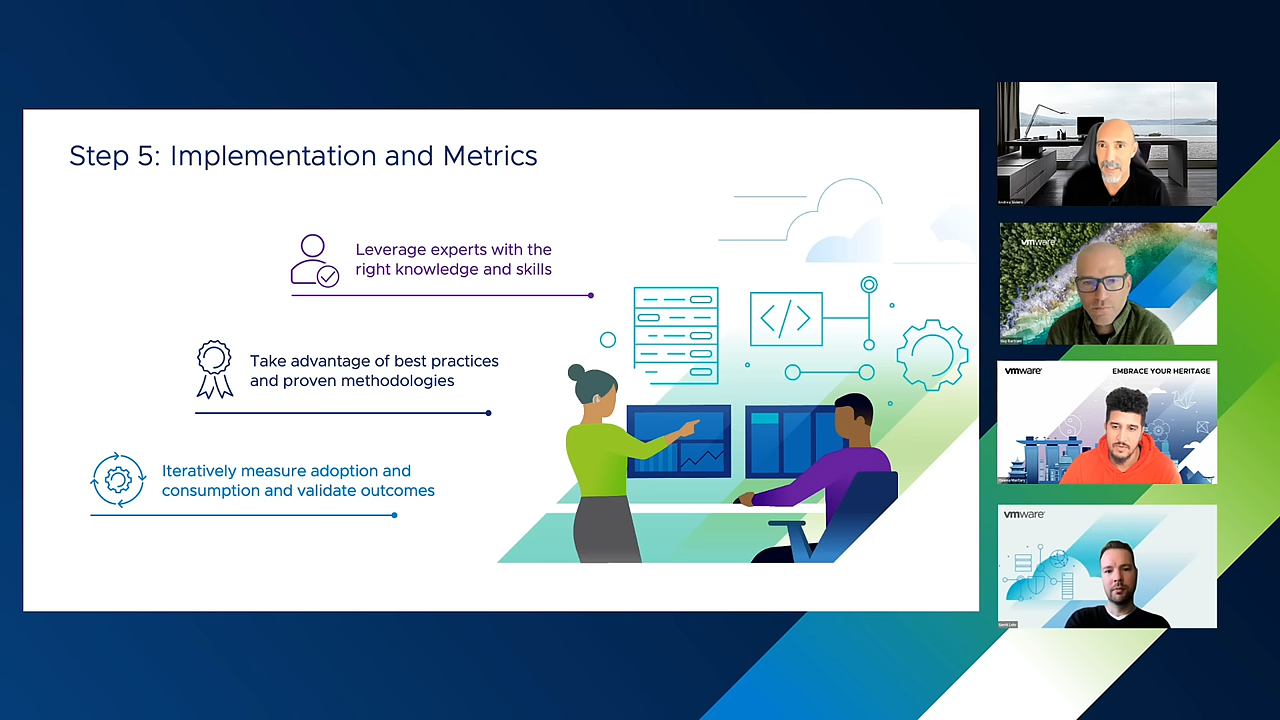 Step 5: Implementation and Metrics
Leverage experts with the
right knowledge and skills
Take advantage of best practices
and proven methodologies
Iteratively measure adoption and
consumption and validate outcomes
</>
vmware
vmware
EMBRACE YOUR HERITAGE
vmware